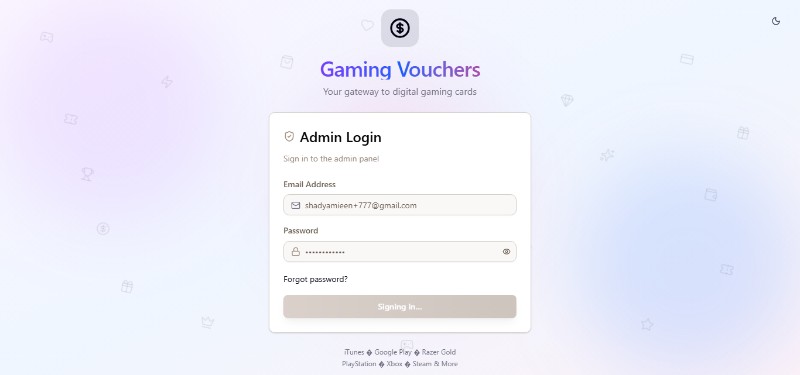 Gaming Vouchers
Your gateway to digital gaming cards
Admin Login
Sign in to the admin panel
Email Address
shadyamieen+777@gmail.com
Password
••••••••••••
Forgot password?
Signing in...
iTunes � Google Play � Razer Gold
PlayStation � Xbox � Steam & More